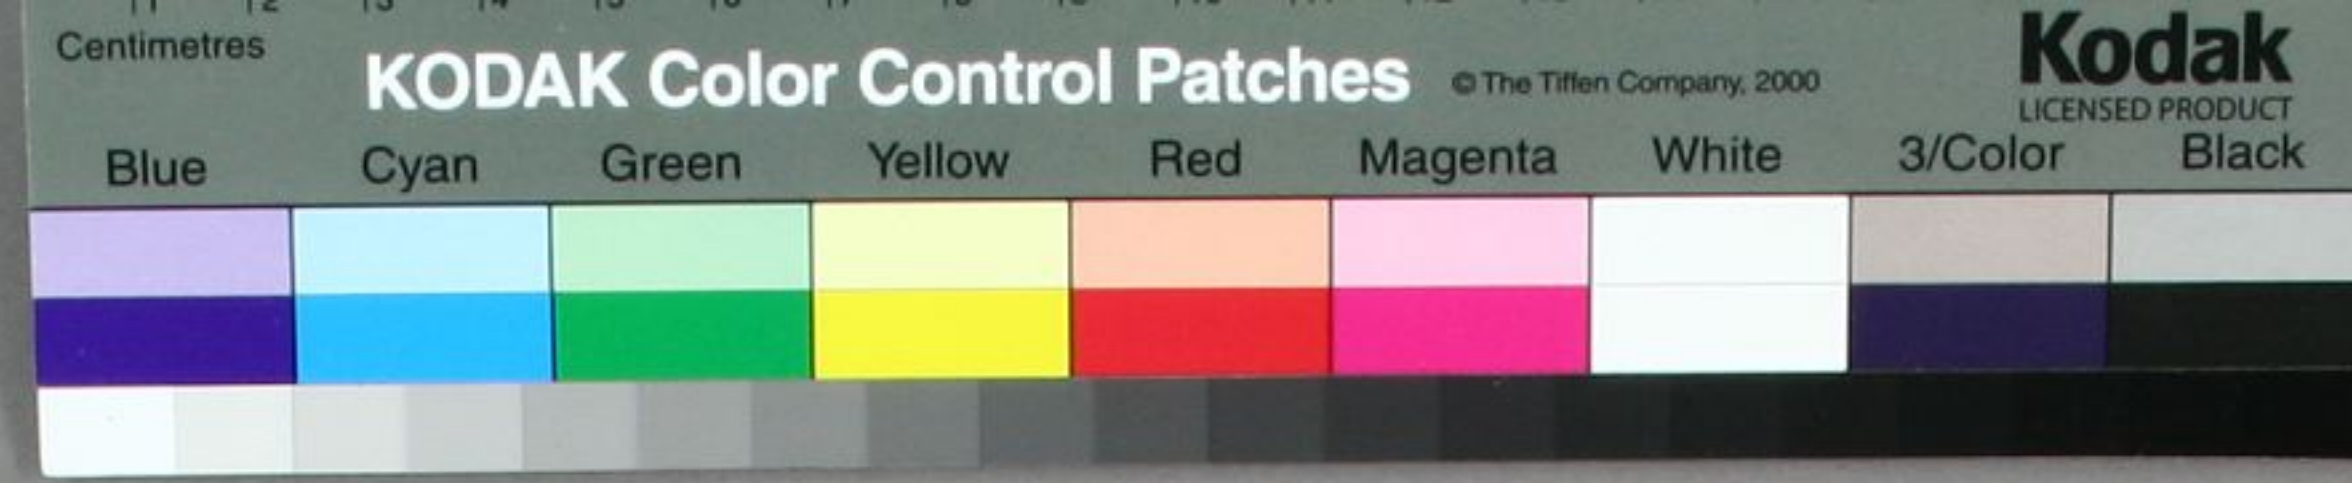 Centimetres
KODAK Color Control Patches © The Tiffen Company, 2000
Kodak
LICENSED PRODUCT
Blue Cyan Green Yellow Red Magenta White 3/Color Black